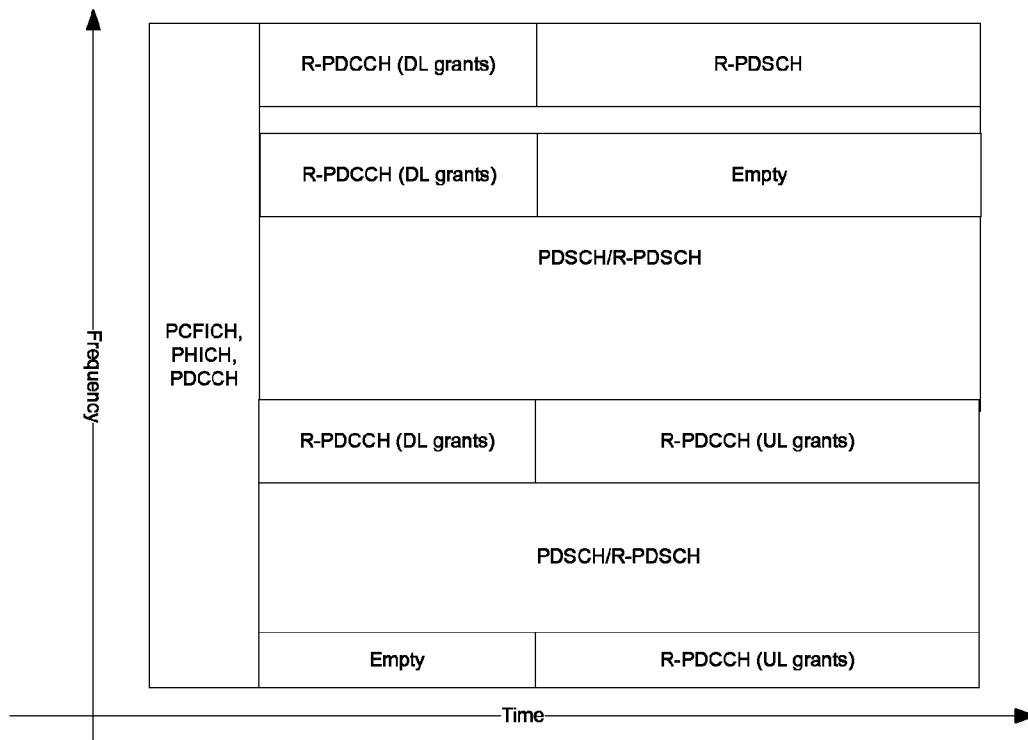 R-PDCCH (DL grants)
R-PDSCH
R-PDCCH (DL grants)
Empty
PDSCH/R-PDSCH
PCFICH,
PHICH,
PDCCH
Frequency
R-PDCCH (DL grants)
R-PDCCH (UL grants)
PDSCH/R-PDSCH
Empty
R-PDCCH (UL grants)
Time